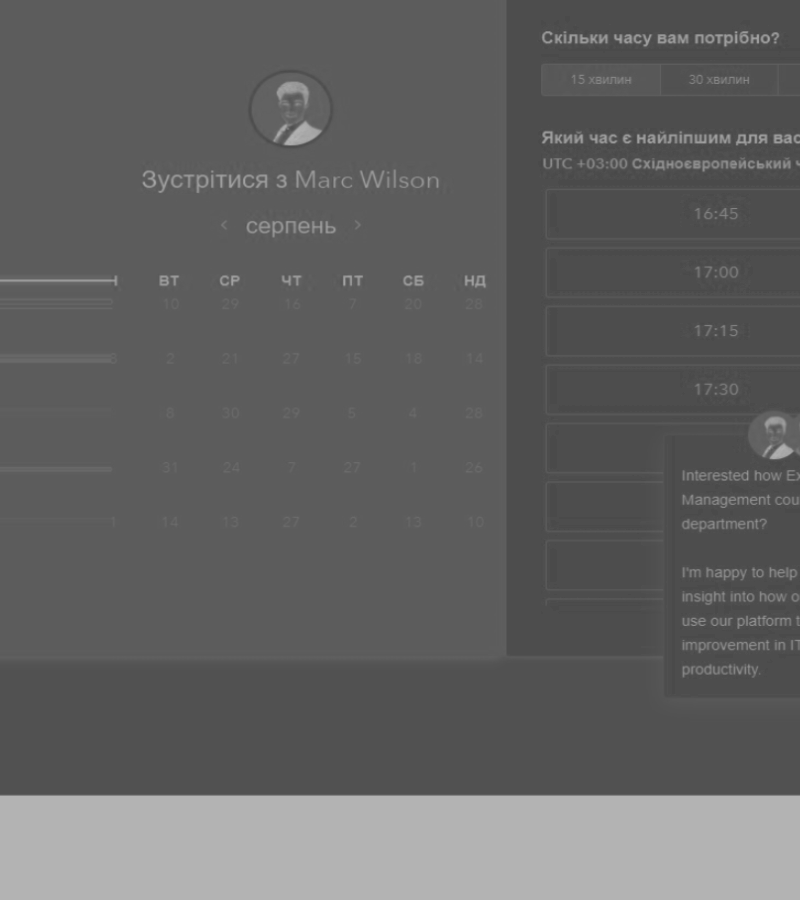 Зустрітися з Marc Wilson
‹ серпень ›
ВТ СР ЧТ ПТ СБ НД
10 29 16 7 20 28
2 21 27 15 18 14
8 30 29 5 4 28
31 24 7 27 1 26
14 13 27 2 13 10
Скільки часу вам потрібно?
15 хвилин 30 хвилин
Який час є найліпшим для вас
UTC +03:00 Східноєвропейський
16:45
17:00
17:15
17:30
Interested how
Management
department?
I'm happy to help
insight into how
use our platform
improvement in IT
productivity.